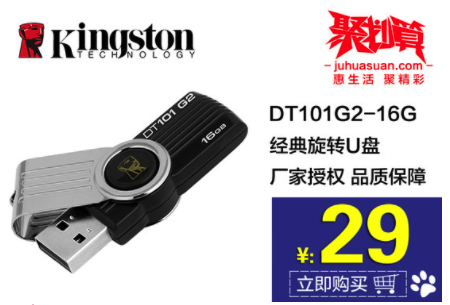 Kingston
TECHNOLOGY
聚划算
juhuasuan.com
惠生活 聚精彩
DT101 G2
16GB
DT101G2-16G
经典旋转U盘
厂家授权 品质保障
¥: 29
立即购买